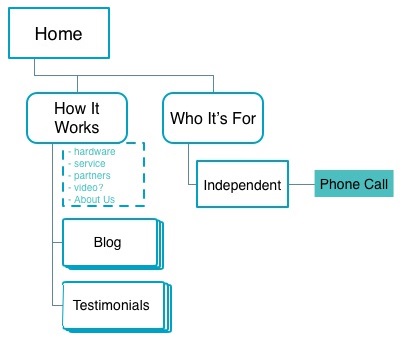 Home
How It
Works
Who It's For
- hardware
- service
- partners
- video?
- About Us
Independent
Phone Call
Blog
Testimonials